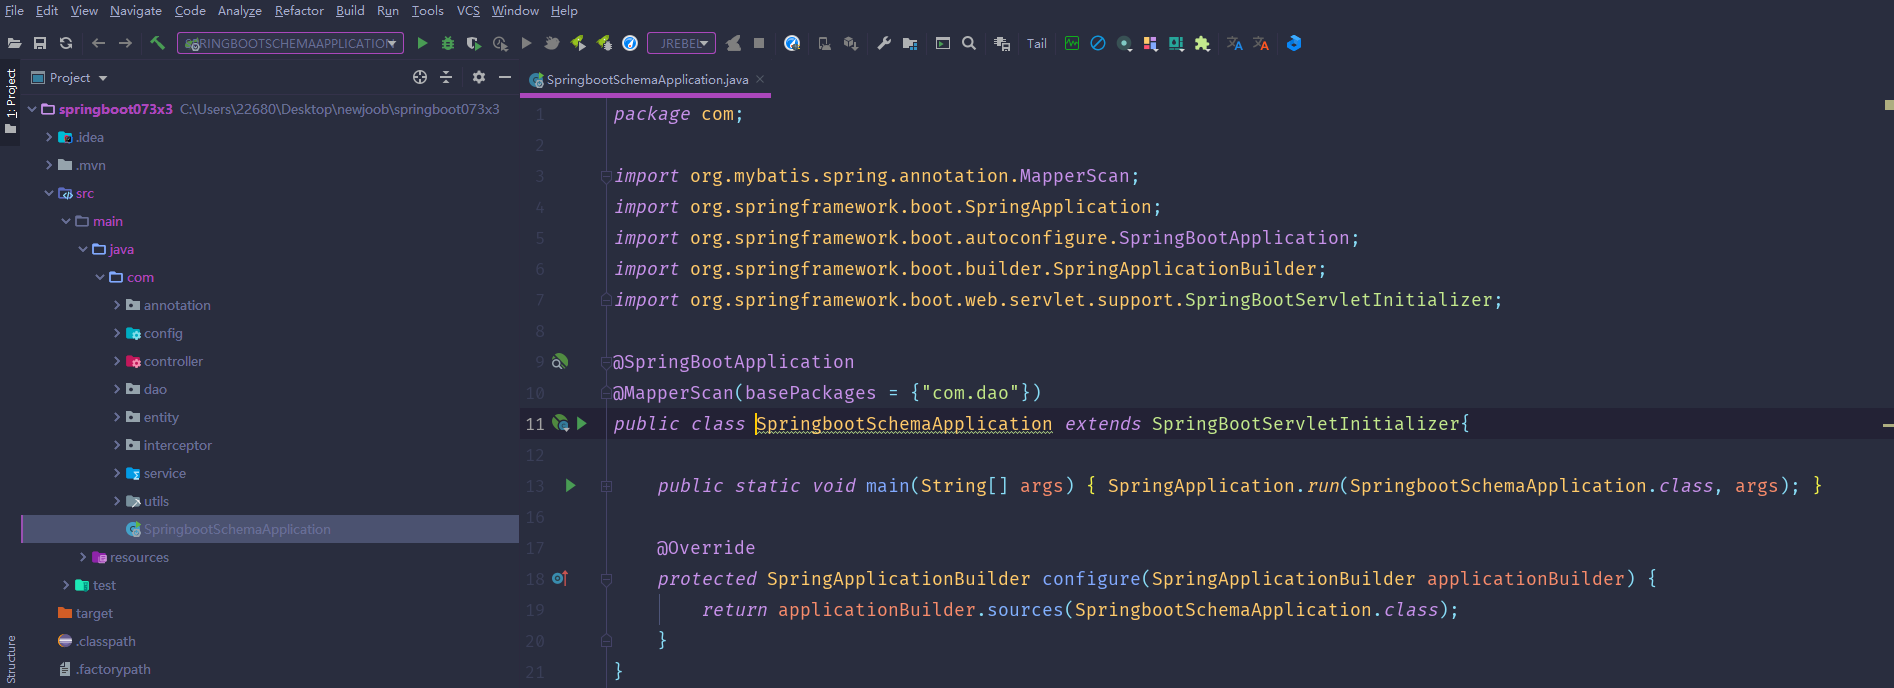 File Edit View Navigate Code Analyze Refactor Build Run Tools VCS Window Help
RINGBOOTSCHEMAAPPLICATION JREBEL Tail
1: Project
Structure
Project
springboot073x3 C:\Users\22680\Desktop\newjoob\springboot073x3
.idea
.mvn
src
main
java
com
annotation
config
controller
dao
entity
interceptor
service
utils
SpringbootSchemaApplication
resources
test
target
.classpath
.factorypath
SpringbootSchemaApplication.java
1 package com;
2
3 import org.mybatis.spring.annotation.MapperScan;
4 import org.springframework.boot.SpringApplication;
5 import org.springframework.boot.autoconfigure.SpringBootApplication;
6 import org.springframework.boot.builder.SpringApplicationBuilder;
7 import org.springframework.boot.web.servlet.support.SpringBootServletInitializer;
8
9 @SpringBootApplication
10 @MapperScan(basePackages = {"com.dao"})
11 public class SpringbootSchemaApplication extends SpringBootServletInitializer{
12
13 public static void main(String[] args) { SpringApplication.run(SpringbootSchemaApplication.class, args); }
16
17 @Override
18 protected SpringApplicationBuilder configure(SpringApplicationBuilder applicationBuilder) {
19 return applicationBuilder.sources(SpringbootSchemaApplication.class);
20 }
21 }